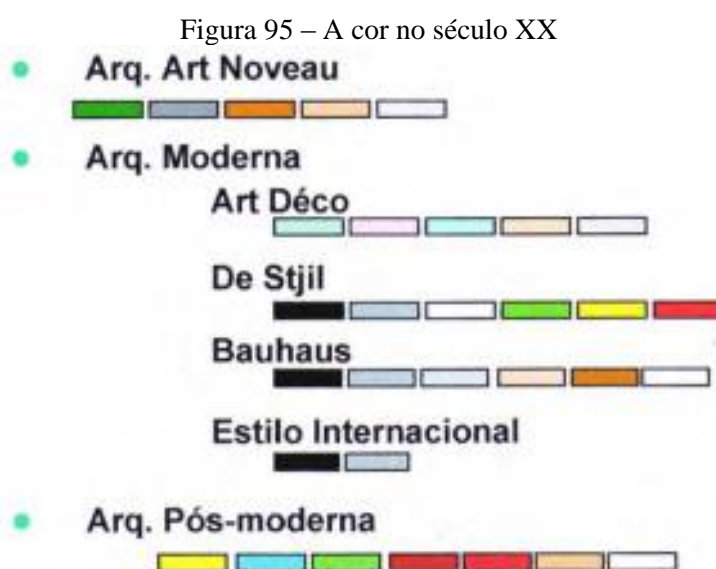 Figura 95 – A cor no século XX
Arq. Art Noveau
Arq. Moderna
Art Déco
De Stjil
Bauhaus
Estilo Internacional
Arq. Pós-moderna